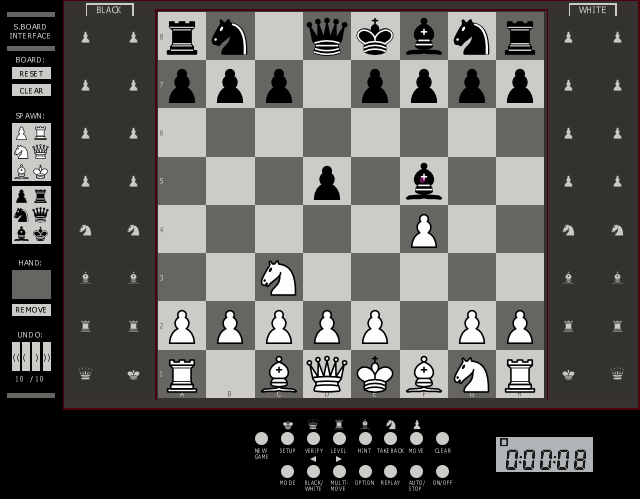 S.BOARD
INTERFACE
BOARD:
RESET
CLEAR
SPAWN:
HAND:
REMOVE
UNDO:
10 /10
BLACK
WHITE
8
7
6
5
4
3
2
1
A B C D E F G H
NEW
GAME
SETUP
VERIFY
LEVEL
HINT
TAKE BACK
MOVE
CLEAR
MODE
BLACK/
WHITE
MULTI-
MOVE
OPTION
REPLAY
AUTO/
STOP
ON/OFF
0:00:08